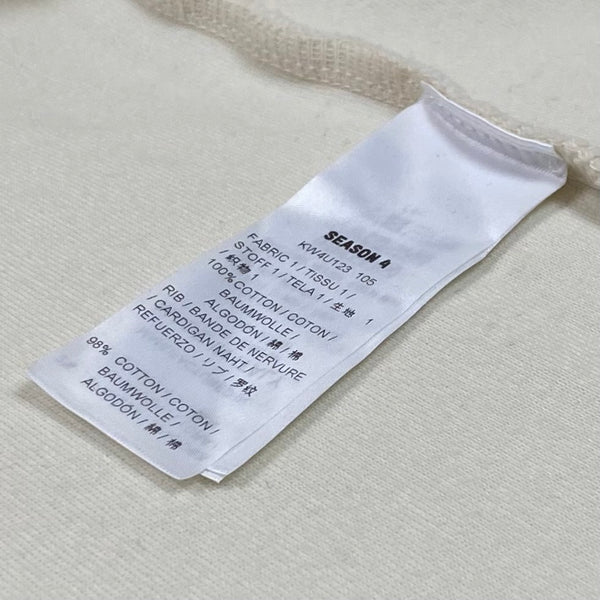 SEASON 4
KW4U123 105
FABRIC 1 / TISSU 1 /
STOFF 1 / TELA 1 / 生地 1
/ 織物 1
100% COTTON / COTON /
BAUMWOLLE /
ALGODÓN / 綿 / 棉
RIB / BANDE DE NERVURE
/ CARDIGAN NAHT /
REFUERZO / リブ / 罗纹
98% COTTON / COTON /
BAUMWOLLE /
ALGODÓN / 綿 / 棉